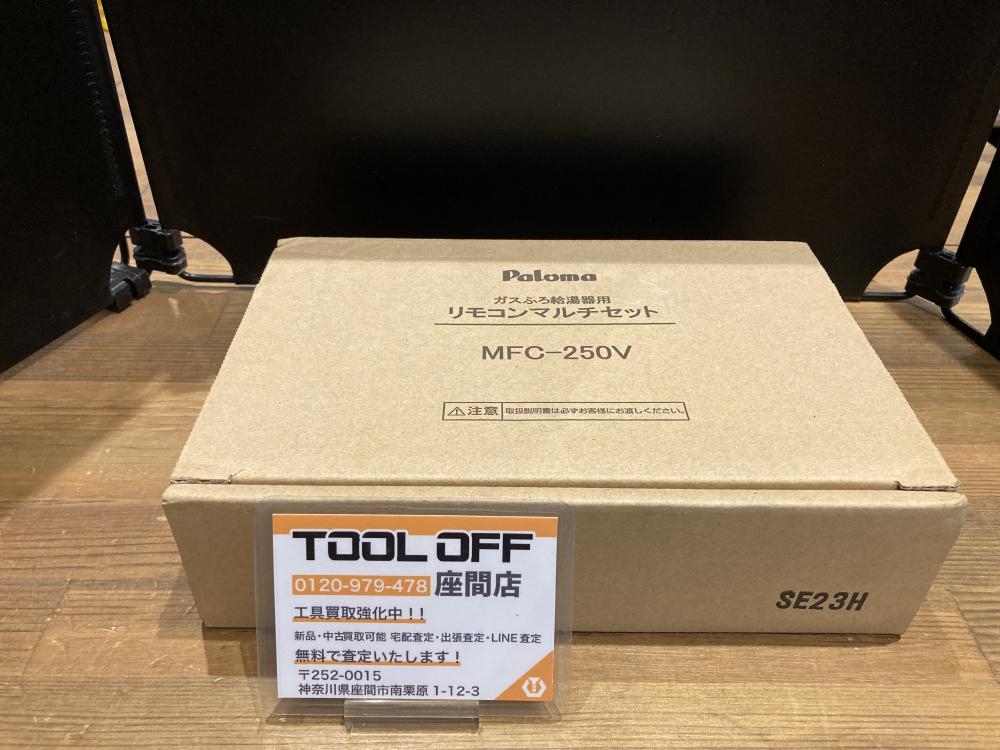 Paloma
ガスふろ給湯器用
リモコンマルチセット
MFC-250V
⚠注意 取扱説明書は必ずお客様にお渡しください。
SE23H
TOOL OFF
0120-979-478 座間店
工具買取強化中!!
新品・中古買取可能 宅配査定・出張査定・LINE査定
無料で査定いたします!
〒252-0015
神奈川県座間市南栗原 1-12-3